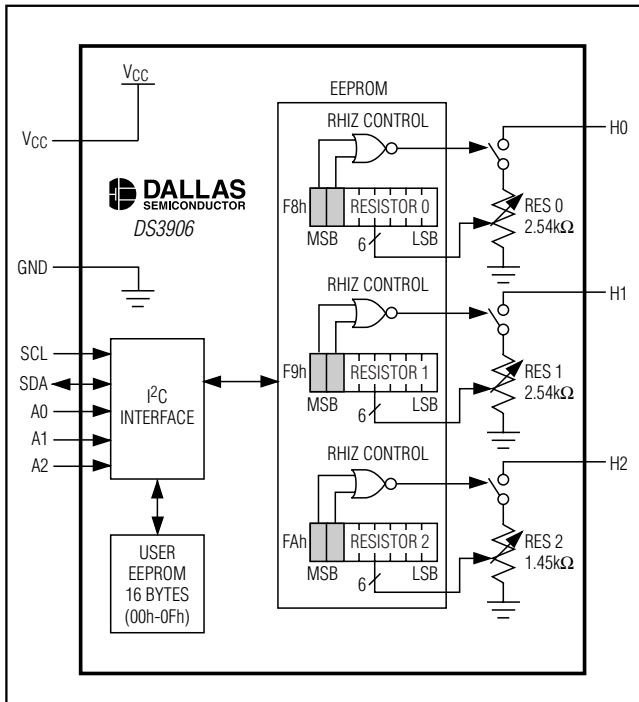 VCC
VCC
DALLAS
SEMICONDUCTOR
DS3906
GND
SCL
SDA
A0
A1
A2
I2C
INTERFACE
USER
EEPROM
16 BYTES
(00h-0Fh)
EEPROM
RHIZ CONTROL
F8h
RESISTOR 0
MSB
6
LSB
H0
RES 0
2.54kΩ
RHIZ CONTROL
F9h
RESISTOR 1
MSB
6
LSB
H1
RES 1
2.54kΩ
RHIZ CONTROL
FAh
RESISTOR 2
MSB
6
LSB
H2
RES 2
1.45kΩ